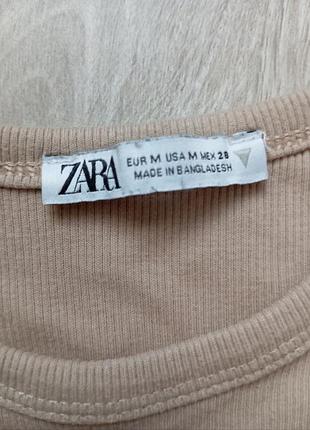 ZARA
EUR M USA M MEX 28
MADE IN BANGLADESH